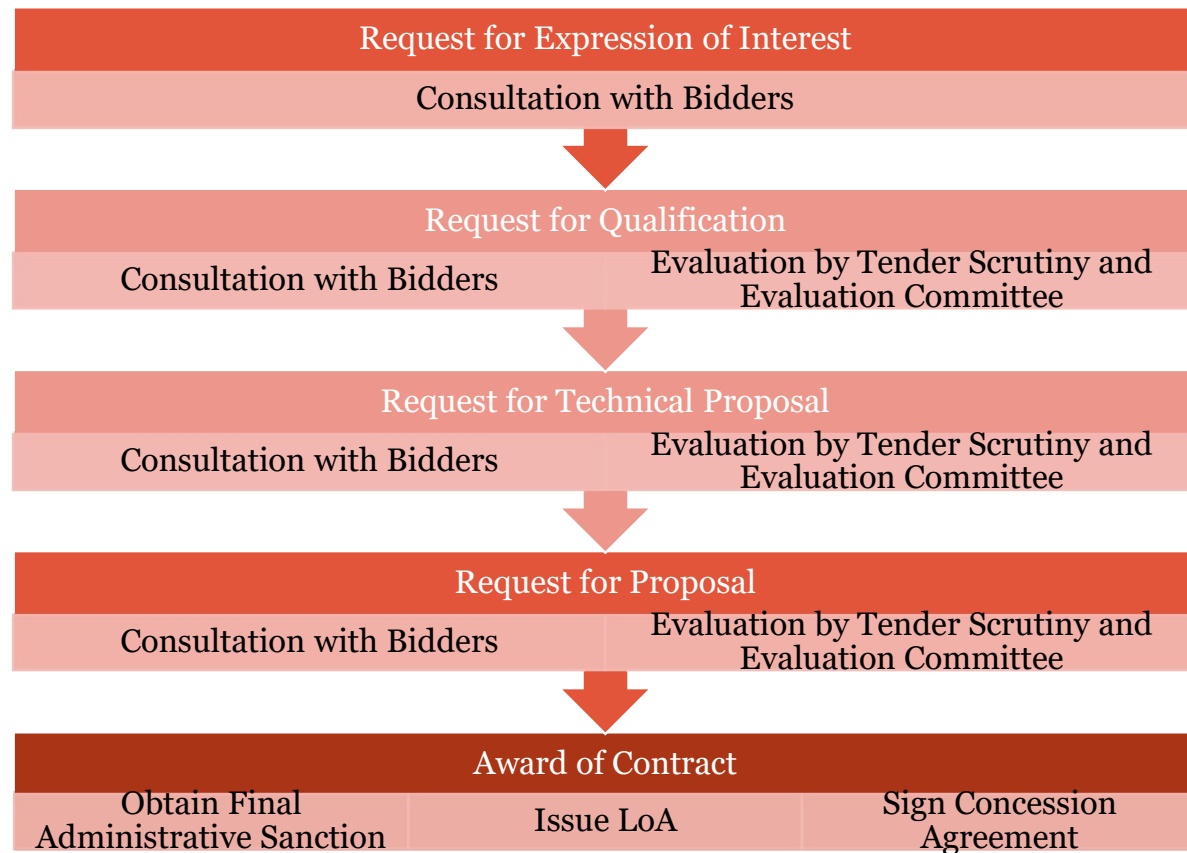 Request for Expression of Interest
Consultation with Bidders
Request for Qualification
Consultation with Bidders
Evaluation by Tender Scrutiny and
Evaluation Committee
Request for Technical Proposal
Consultation with Bidders
Evaluation by Tender Scrutiny and
Evaluation Committee
Request for Proposal
Consultation with Bidders
Evaluation by Tender Scrutiny and
Evaluation Committee
Award of Contract
Obtain Final
Administrative Sanction
Issue LoA
Sign Concession
Agreement